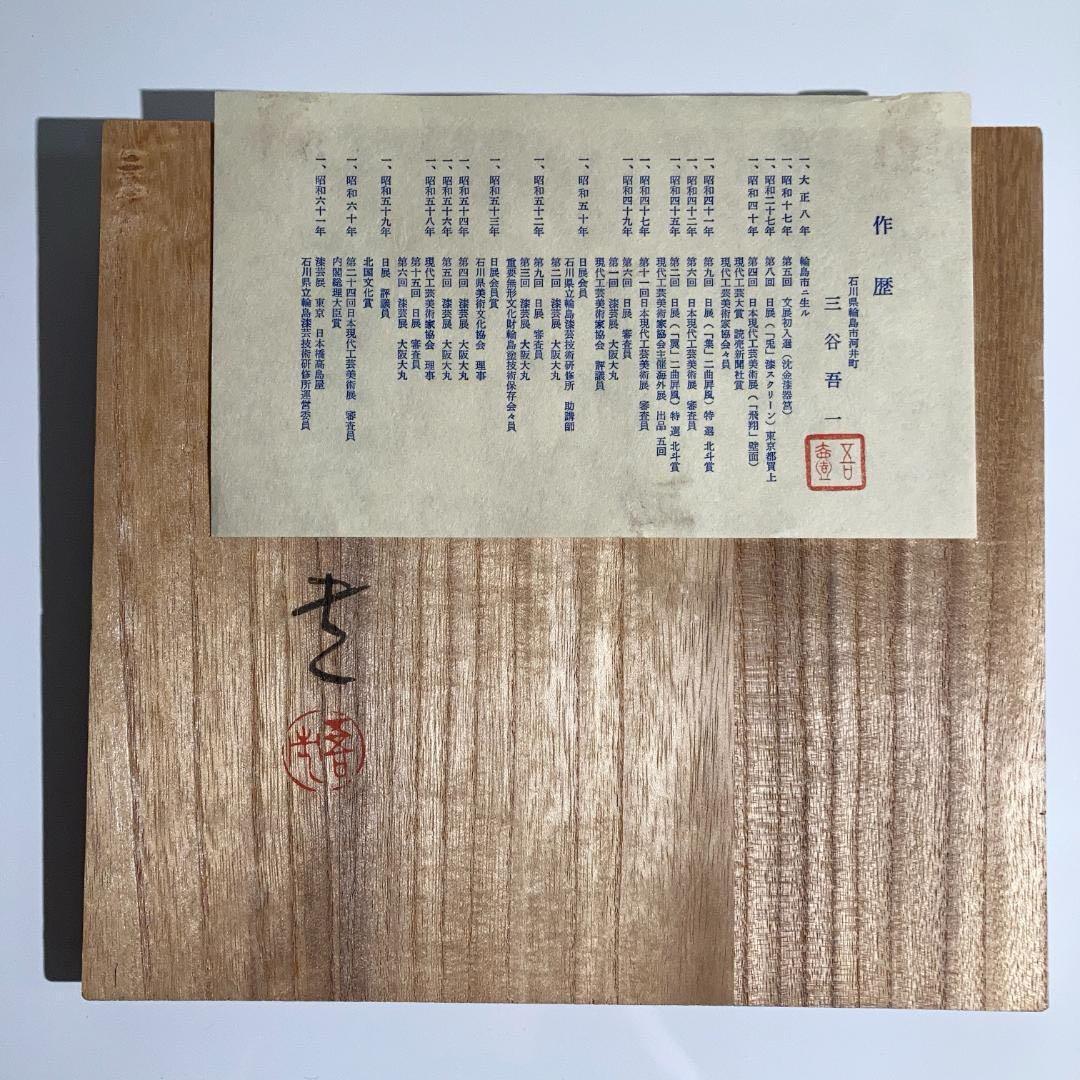 作歴
石川県輪島市河井町
三谷吾一
一、大正八年 輪島市ニ生ル
一、昭和十七年 第五回 文展初入選（沈金漆器筥）
一、昭和二十七年 第八回 日展（「兎」漆スクリーン）東京都買上
一、昭和四十年 第四回 日本現代工芸美術展（「飛翔」壁面）
現代工芸大賞 読売新聞社賞
現代工芸美術家協会々員
一、昭和四十一年 第九回 日展（「集」二曲屏風）特選 北斗賞
一、昭和四十二年 第六回 日本現代工芸美術展 審査員
一、昭和四十五年 第二回 日展（「翼」二曲屏風）特選 北斗賞
現代工芸美術家協会主催海外展 出品 五回
一、昭和四十七年 第十一回日本現代工芸美術展 審査員
一、昭和四十九年 第六回 日展 審査員
第一回 漆芸展 大阪大丸
現代工芸美術家協会 評議員
一、昭和五十年 日展会員
石川県立輪島漆芸技術研修所 助講師
第二回 漆芸展 大阪大丸
一、昭和五十二年 第九回 日展 審査員
第三回 漆芸展 大阪大丸
重要無形文化財輪島塗技術保存会々員
一、昭和五十三年 日展会員賞
石川県美術文化協会 理事
一、昭和五十四年 第四回 漆芸展 大阪大丸
一、昭和五十六年 第五回 漆芸展 大阪大丸
一、昭和五十八年 現代工芸美術家協会 理事
第十五回 日展 審査員
第六回 漆芸展 大阪大丸
一、昭和五十九年 日展 評議員
北国文化賞
一、昭和六十年 第二十四回日本現代工芸美術展 審査員
内閣総理大臣賞
一、昭和六十一年 漆芸展、東京 日本橋高島屋
石川県立輪島漆芸技術研修所運営委員